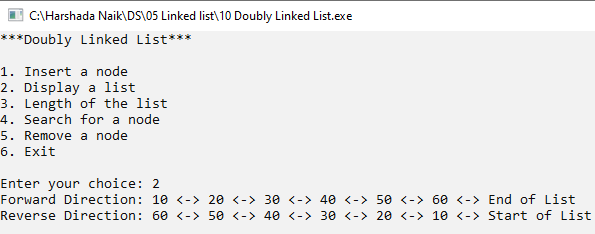 C:\Harshada Naik\DS\05 Linked list\10 Doubly Linked List.exe
***Doubly Linked List***
1. Insert a node
2. Display a list
3. Length of the list
4. Search for a node
5. Remove a node
6. Exit
Enter your choice: 2
Forward Direction: 10 <-> 20 <-> 30 <-> 40 <-> 50 <-> 60 <-> End of List
Reverse Direction: 60 <-> 50 <-> 40 <-> 30 <-> 20 <-> 10 <-> Start of List